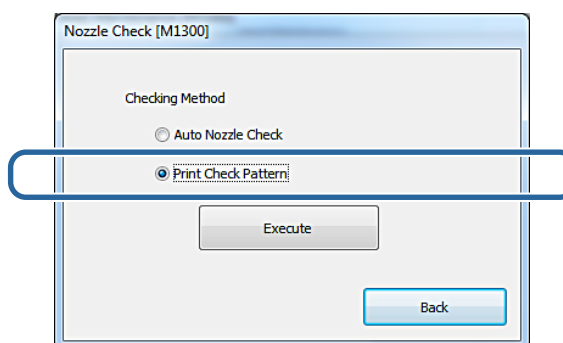 Nozzle Check [M1300]
Checking Method
Auto Nozzle Check
Print Check Pattern
Execute
Back